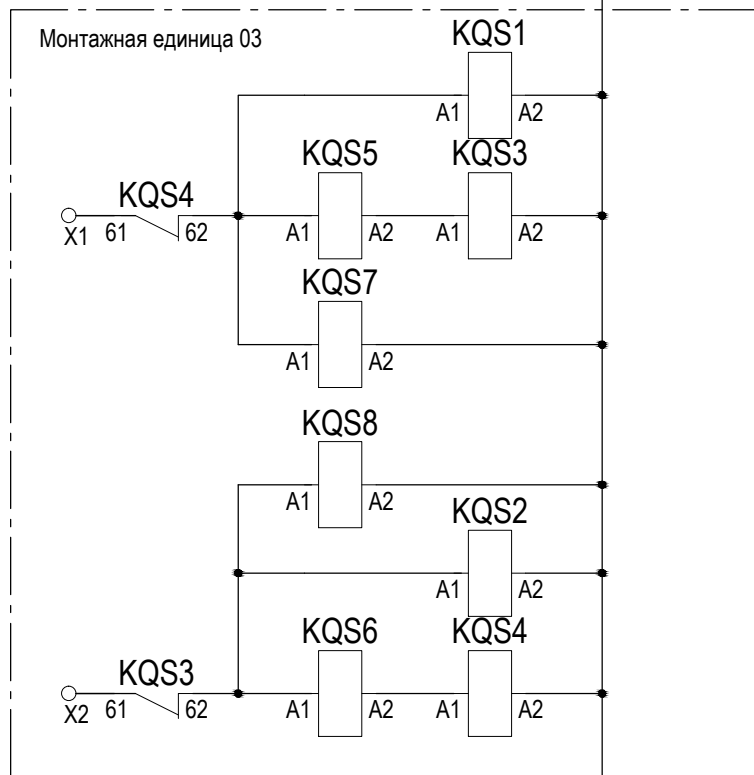 Монтажная единица 03
KQS1
A1 A2
KQS5 KQS3
KQS4
X1 61 62 A1 A2 A1 A2
KQS7
A1 A2
KQS8
A1 A2
KQS2
A1 A2
KQS6 KQS4
KQS3
X2 61 62 A1 A2 A1 A2